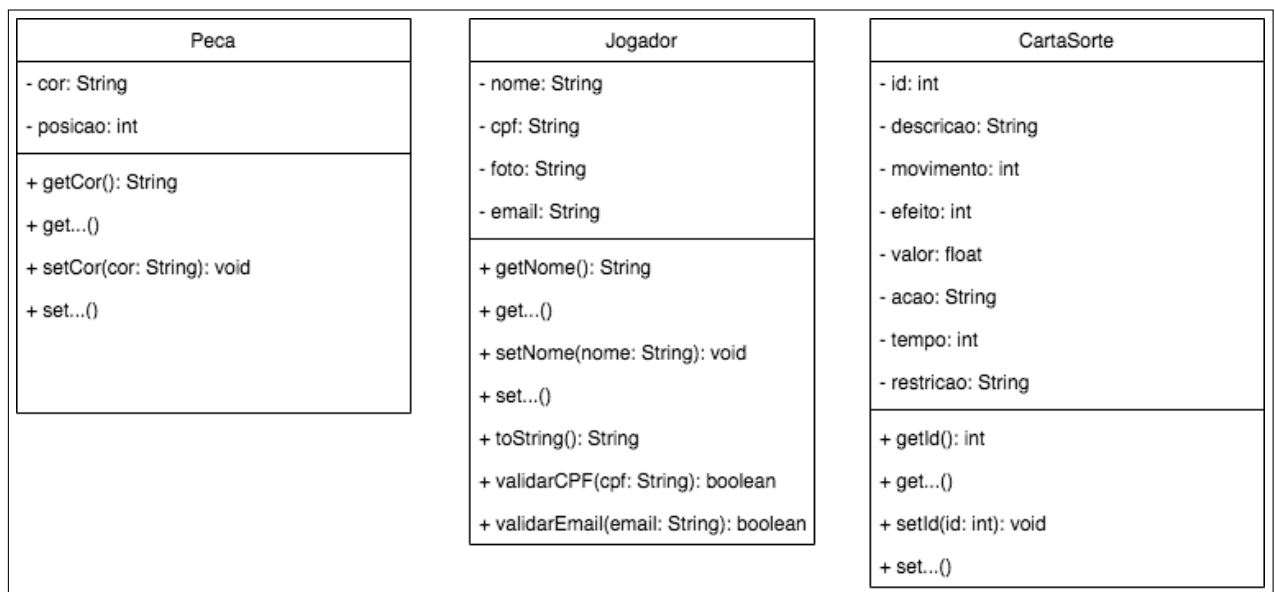 Peca
- cor: String
- posicao: int
+ getCor(): String
+ get...()
+ setCor(cor: String): void
+ set...()
Jogador
- nome: String
- cpf: String
- foto: String
- email: String
+ getNome(): String
+ get...()
+ setNome(nome: String): void
+ set...()
+ toString(): String
+ validarCPF(cpf: String): boolean
+ validarEmail(email: String): boolean
CartaSorte
- id: int
- descricao: String
- movimento: int
- efeito: int
- valor: float
- acao: String
- tempo: int
- restricao: String
+ getId(): int
+ get...()
+ setId(id: int): void
+ set...()